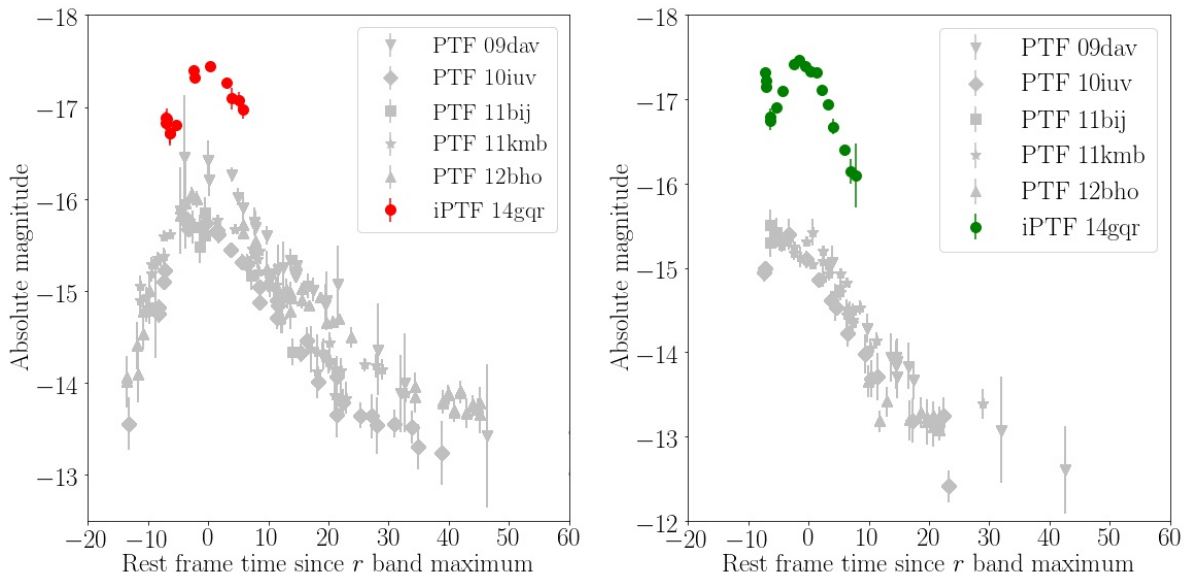 −18
−17
−16
−15
−14
−13
Absolute magnitude
−20
−10
0
10
20
30
40
50
60
Rest frame time since r band maximum
PTF 09dav
PTF 10iuv
PTF 11bij
PTF 11kmb
PTF 12bho
iPTF 14gqr
−18
−17
−16
−15
−14
−13
−12
Absolute magnitude
−20
−10
0
10
20
30
40
50
60
Rest frame time since r band maximum
PTF 09dav
PTF 10iuv
PTF 11bij
PTF 11kmb
PTF 12bho
iPTF 14gqr